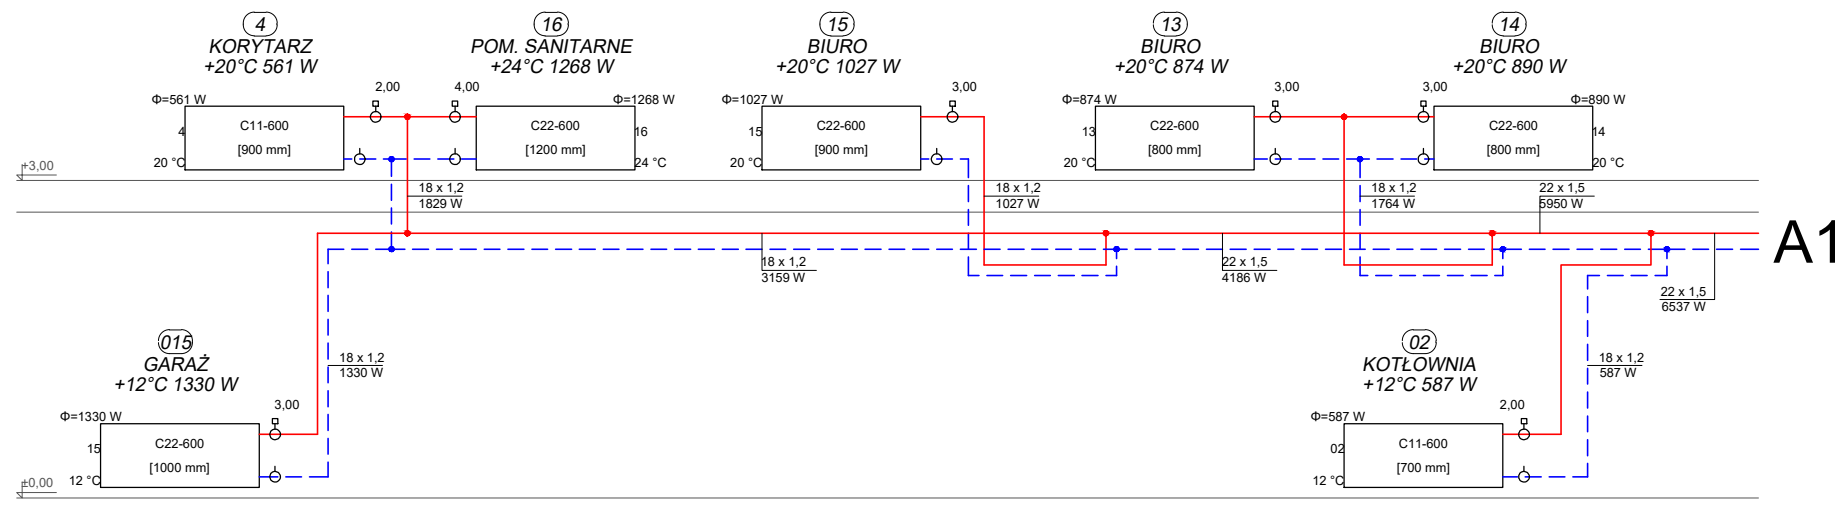 4
KORYTARZ
+20°C 561 W
16
POM. SANITARNE
+24°C 1268 W
15
BIURO
+20°C 1027 W
13
BIURO
+20°C 874 W
14
BIURO
+20°C 890 W
2,00
4,00
3,00
3,00
3,00
Φ=561 W
Φ=1268 W
Φ=1027 W
Φ=874 W
Φ=890 W
4
C11-600
[900 mm]
20 °C
C22-600
[1200 mm]
16
24 °C
15
C22-600
[900 mm]
20 °C
13
C22-600
[800 mm]
20 °C
C22-600
[800 mm]
14
20 °C
+3,00
18 x 1,2
1829 W
18 x 1,2
1027 W
18 x 1,2
1764 W
22 x 1,5
5950 W
A1
18 x 1,2
3159 W
22 x 1,5
4186 W
22 x 1,5
6537 W
015
GARAŻ
+12°C 1330 W
18 x 1,2
1330 W
02
KOTŁOWNIA
+12°C 587 W
18 x 1,2
587 W
Φ=1330 W
3,00
15
C22-600
[1000 mm]
12 °C
Φ=587 W
2,00
02
C11-600
[700 mm]
12 °C
±0,00